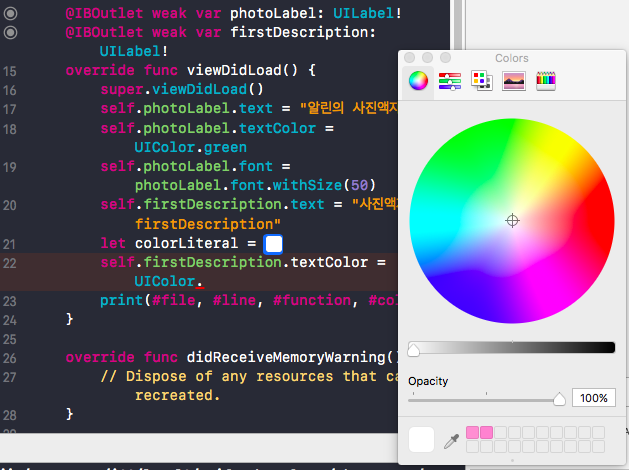 @IBOutlet weak var photoLabel: UILabel!
@IBOutlet weak var firstDescription:
UILabel!
15 override func viewDidLoad() {
16 super.viewDidLoad()
17 self.photoLabel.text = "알린의 사진액자
18 self.photoLabel.textColor =
UIColor.green
19 self.photoLabel.font =
photoLabel.font.withSize(50)
20 self.firstDescription.text = "사진액자
firstDescription"
21 let colorLiteral =
22 self.firstDescription.textColor =
UIColor.
23 print(#file, #line, #function, #co
24 }
25
26 override func didReceiveMemoryWarning()
27 // Dispose of any resources that ca
recreated.
28 }
Colors
Opacity
100%